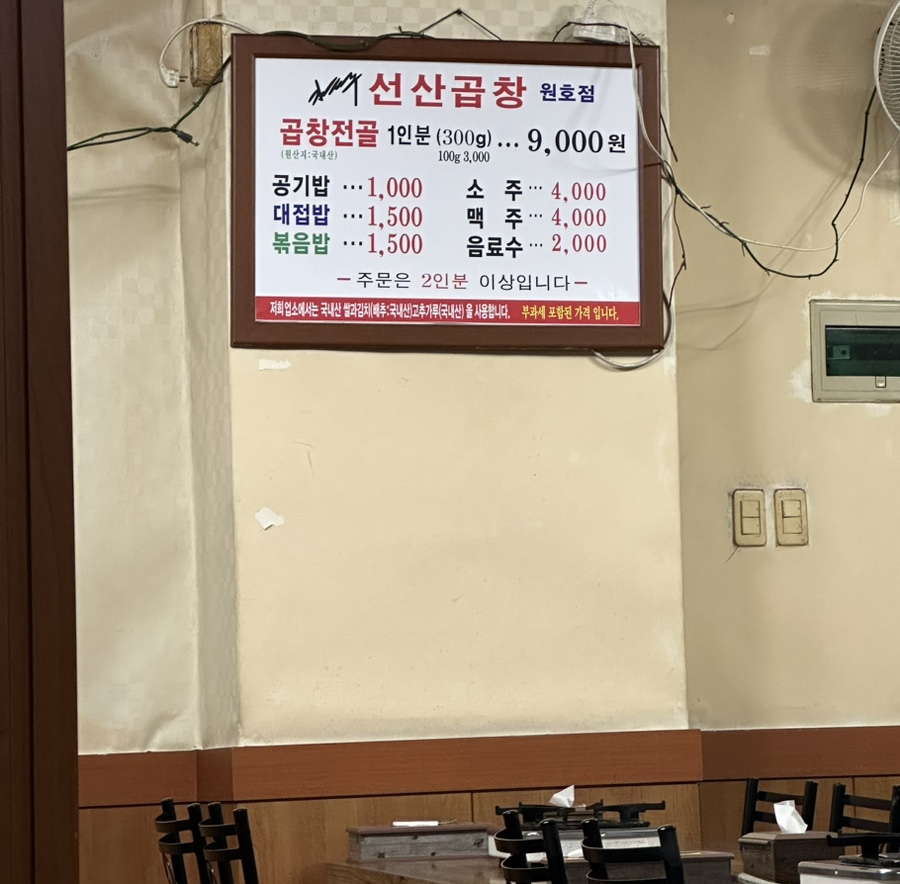 선산곱창 원호점
곱창전골 1인분 (300g) ... 9,000원
(원산지:국내산) 100g 3,000
공기밥 ...1,000 소 주... 4,000
대접밥 ...1,500 맥 주... 4,000
볶음밥 ...1,500 음료수... 2,000
- 주문은 2인분 이상입니다 -
저희업소에서는 국내산 쌀과김치(배추:국내산)고추가루(국내산) 을 사용합니다. 부과세 포함된 가격 입니다.